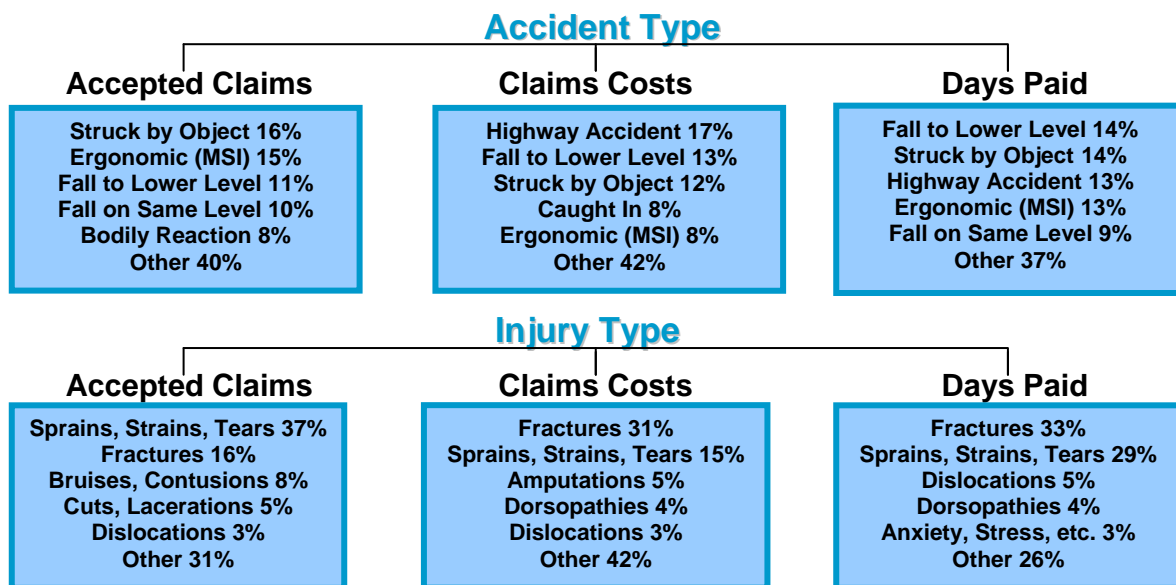 Accident Type
Accepted Claims
Struck by Object 16%
Ergonomic (MSI) 15%
Fall to Lower Level 11%
Fall on Same Level 10%
Bodily Reaction 8%
Other 40%
Claims Costs
Highway Accident 17%
Fall to Lower Level 13%
Struck by Object 12%
Caught In 8%
Ergonomic (MSI) 8%
Other 42%
Days Paid
Fall to Lower Level 14%
Struck by Object 14%
Highway Accident 13%
Ergonomic (MSI) 13%
Fall on Same Level 9%
Other 37%
Injury Type
Accepted Claims
Sprains, Strains, Tears 37%
Fractures 16%
Bruises, Contusions 8%
Cuts, Lacerations 5%
Dislocations 3%
Other 31%
Claims Costs
Fractures 31%
Sprains, Strains, Tears 15%
Amputations 5%
Dorsopathies 4%
Dislocations 3%
Other 42%
Days Paid
Fractures 33%
Sprains, Strains, Tears 29%
Dislocations 5%
Dorsopathies 4%
Anxiety, Stress, etc. 3%
Other 26%